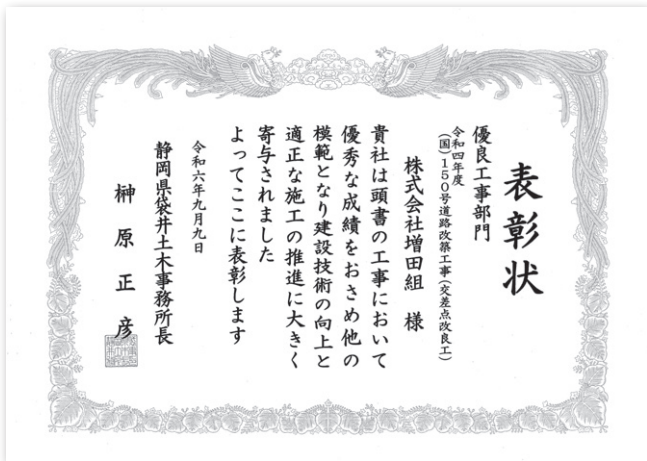 表彰状
優良工事部門
令和四年度
(国)150号道路改築工事(交差点改良工)
株式会社増田組 様
貴社は頭書の工事において
優秀な成績をおさめ他の
模範となり建設技術の向上と
適正な施工の推進に大きく
寄与されました
よってここに表彰します
令和六年九月九日
静岡県袋井土木事務所長
榊原正彦